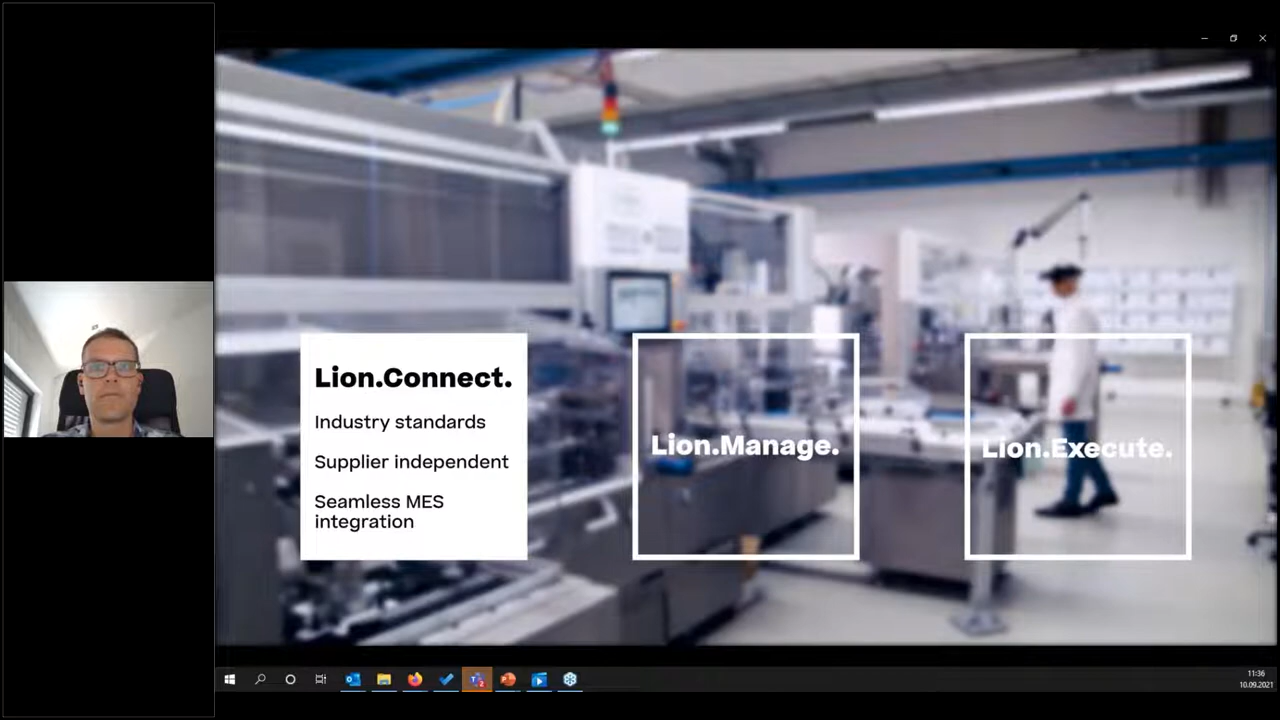 Lion.Connect.
Industry standards
Supplier independent
Seamless MES
integration
Lion.Manage.
Lion.Execute.
11:36
10.09.2021